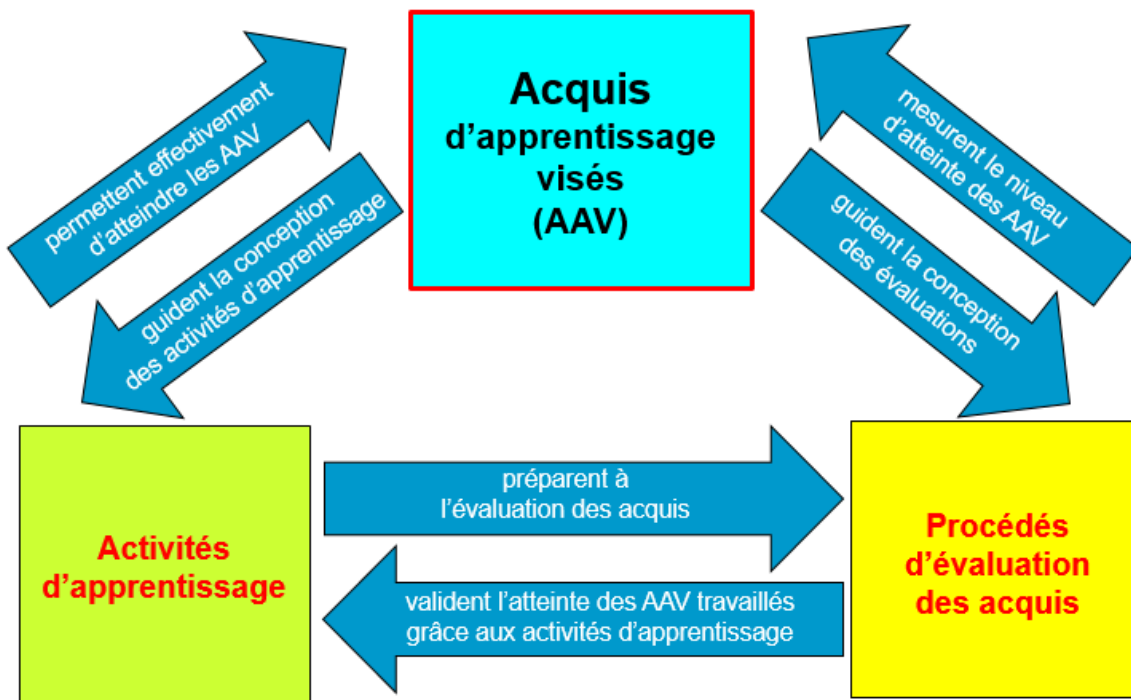 Acquis
d'apprentissage
visés
(AAV)
permettent effectivement
d'atteindre les AAV
guident la conception
des activités d'apprentissage
mesurent le niveau
d'atteinte des AAV
guident la conception
des évaluations
Activités
d'apprentissage
préparent à
l'évaluation des acquis
valident l'atteinte des AAV travaillés
grâce aux activités d'apprentissage
Procédés
d'évaluation
des acquis